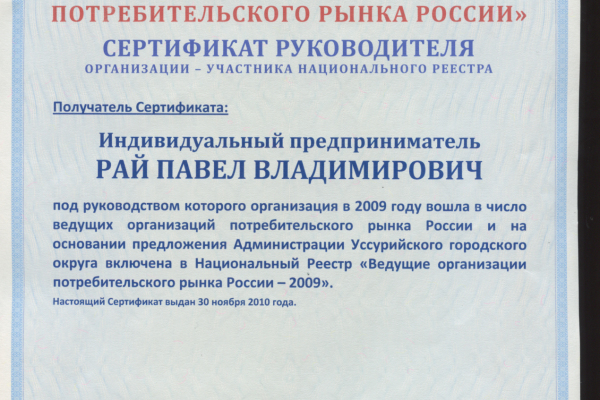 ПОТРЕБИТЕЛЬСКОГО РЫНКА РОССИИ»
СЕРТИФИКАТ РУКОВОДИТЕЛЯ
ОРГАНИЗАЦИИ – УЧАСТНИКА НАЦИОНАЛЬНОГО РЕЕСТРА
Получатель Сертификата:
Индивидуальный предприниматель
РАЙ ПАВЕЛ ВЛАДИМИРОВИЧ
под руководством которого организация в 2009 году вошла в число
ведущих организаций потребительского рынка России и на
основании предложения Администрации Уссурийского городского
округа включена в Национальный Реестр «Ведущие организации
потребительского рынка России – 2009».
Настоящий Сертификат выдан 30 ноября 2010 года.